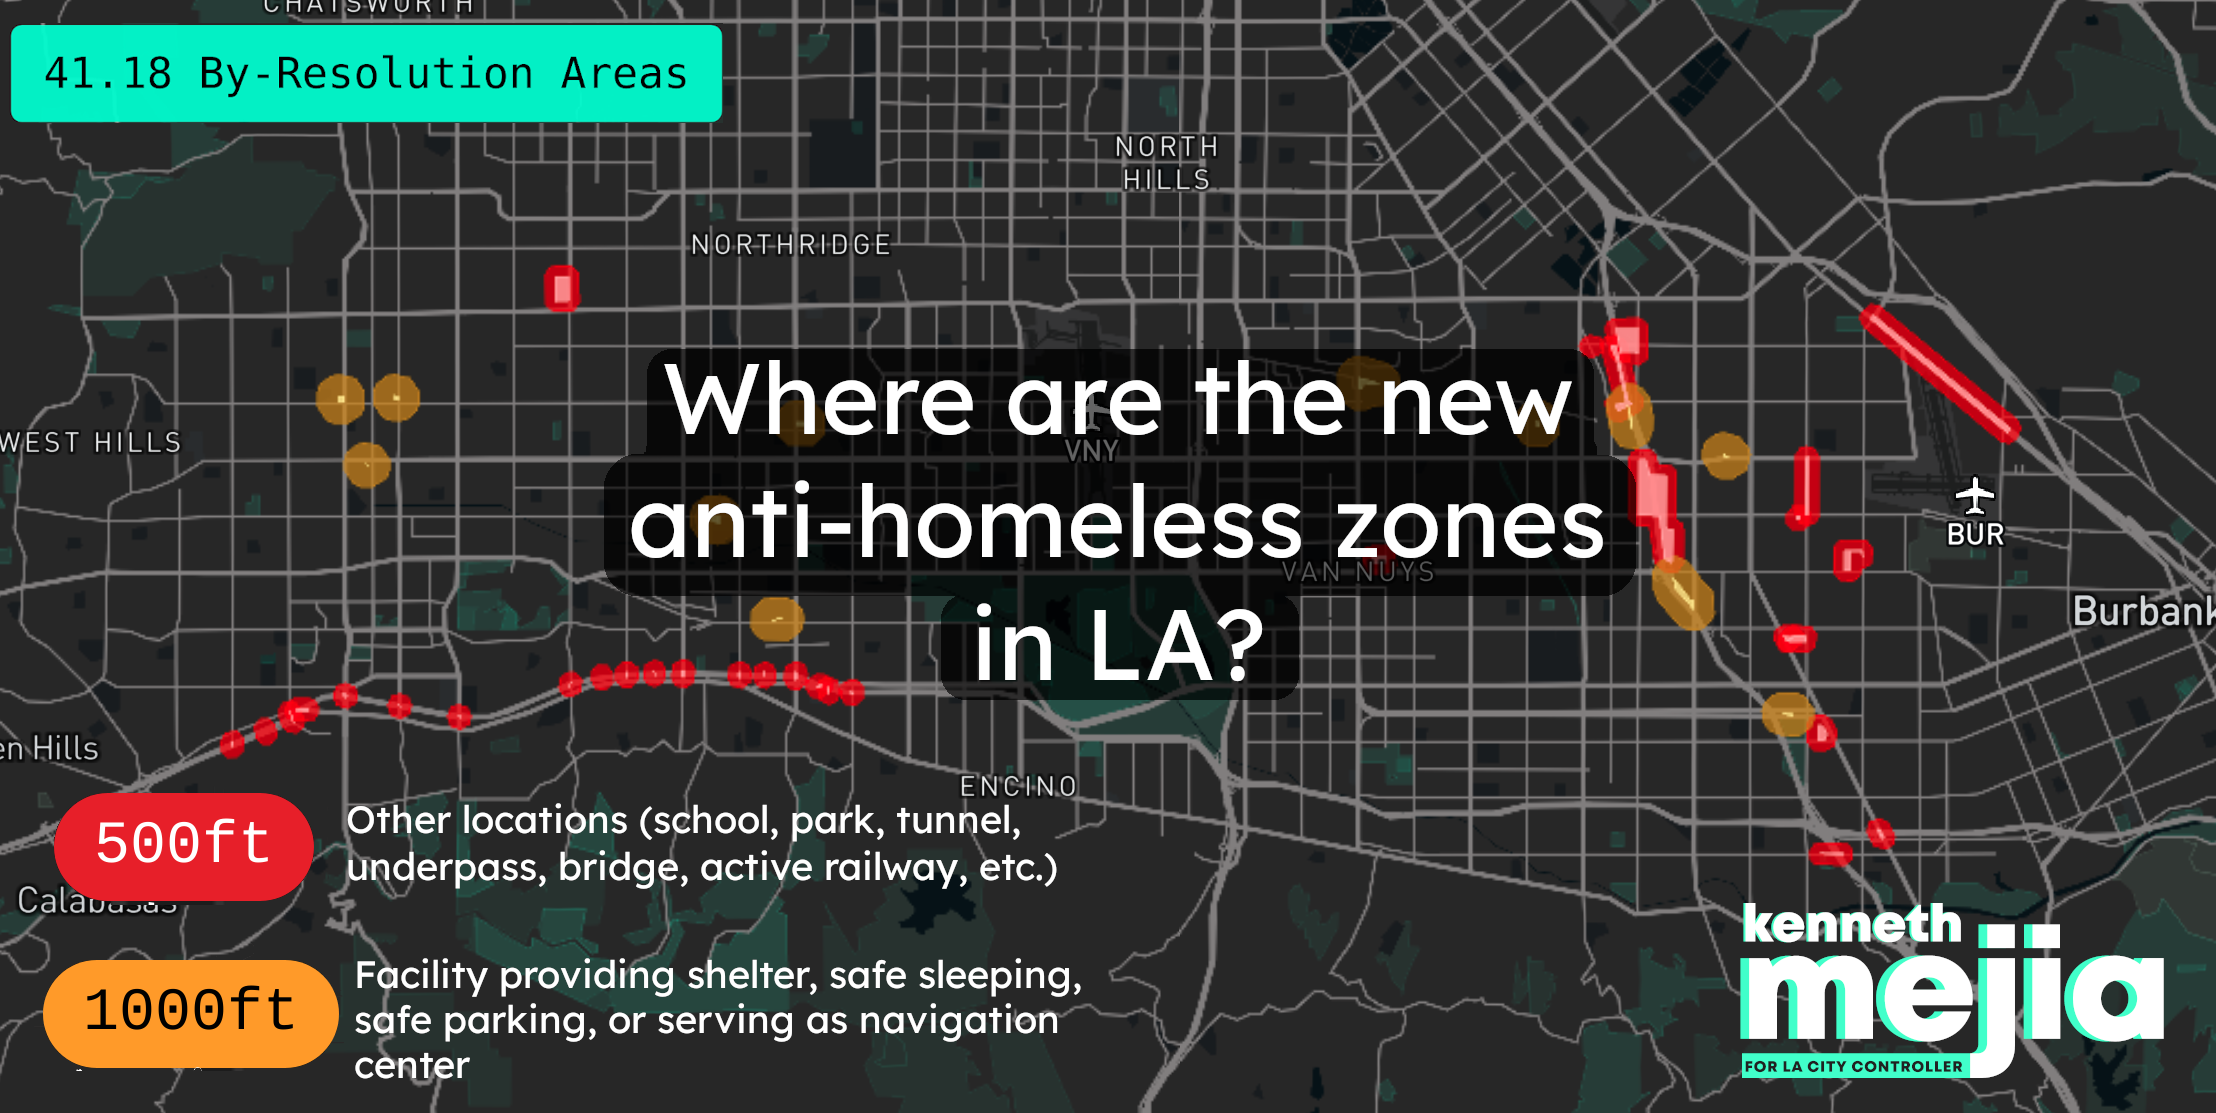 CHATSWORTH
41.18 By-Resolution Areas
NORTH
HILLS
NORTHRIDGE
Where are the new
WEST HILLS
VNY
anti-homeless zones
BUR
VAN NUYS
in LA?
Burbank
en Hills
ENCINO
500ft
Other locations (school, park, tunnel,
underpass, bridge, active railway, etc.)
Calabasas
1000ft
Facility providing shelter, safe sleeping,
safe parking, or serving as navigation
center
kenneth
mejia
FOR LA CITY CONTROLLER